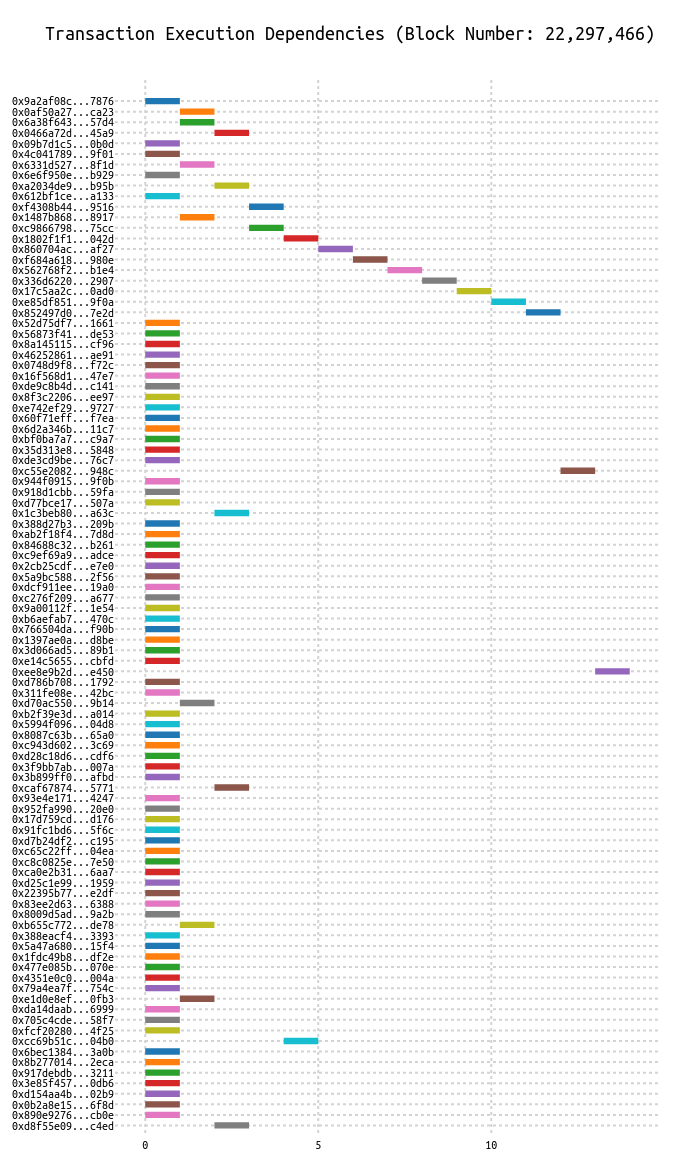 Transaction Execution Dependencies (Block Number: 22,297,466)
0x9a2af08c...7876
0x0af50a27...ca23
0x6a38f643...57d4
0x0466a72d...45a9
0x09b7d1c5...0b0d
0x4c041789...9f01
0x6331d527...8f1d
0x6e6f950e...b929
0xa2034de9...b95b
0x612bf1ce...a133
0xf4308b44...9516
0x1487b868...8917
0xc9866798...75cc
0x1802f1f1...042d
0x860704ac...af27
0xf684a618...980e
0x562768f2...b1e4
0x336d6220...2907
0x17c5aa2c...0ad0
0xe85df851...9f0a
0x852497d0...7e2d
0x52d75df7...1661
0x56873f41...de53
0x8a145115...cf96
0x46252861...ae91
0x0748d9f8...f72c
0x16f568d1...47e7
0xde9c8b4d...c141
0x8f3c2206...ee97
0xe742ef29...9727
0x60f71eff...f7ea
0x6d2a346b...11c7
0xbf0ba7a7...c9a7
0x35d313e8...5848
0xde3cd9be...76c7
0xc55e2082...948c
0x944f0915...9f0b
0x918d1cbb...59fa
0xd77bce17...507a
0x1c3beb80...a63c
0x388d27b3...209b
0xab2f18f4...7d8d
0x84688c32...b261
0xc9ef69a9...adce
0x2cb25cdf...e7e0
0x5a9bc588...2f56
0xdcf911ee...19a0
0xc276f209...a677
0x9a00112f...1e54
0xb6aefab7...470c
0x766504da...f90b
0x1397ae0a...d8be
0x3d066ad5...89b1
0xe14c5655...cbfd
0xee8e9b2d...e450
0xd786b708...1792
0x311fe08e...42bc
0xd70ac550...9b14
0xb2f39e3d...a014
0x5994f096...04d8
0x8087c63b...65a0
0xc943d602...3c69
0xd28c18d6...cdf6
0x3f9bb7ab...007a
0x3b899ff0...afbd
0xcaf67874...5771
0x93e4e171...4247
0x952fa990...20e0
0x17d759cd...d176
0x91fc1bd6...5f6c
0xd7b24df2...c195
0xc65c22ff...04ea
0xc8c0825e...7e50
0xca0e2b31...6aa7
0xd25c1e99...1959
0x22395b77...e2df
0x83ee2d63...6388
0x8009d5ad...9a2b
0xb655c772...de78
0x388eacf4...3393
0x5a47a680...15f4
0x1fdc49b8...df2e
0x477e085b...070e
0x4351e0c0...004a
0x79a4ea7f...754c
0xe1d0e8ef...0fb3
0xda14daab...6999
0x705c4cde...58f7
0xfcf20280...4f25
0xcc69b51c...04b0
0x6bec1384...3a0b
0x8b277014...2eca
0x917debdb...3211
0x3e85f457...0db6
0xd154aa4b...02b9
0x0b2a8e15...6f8d
0x890e9276...cb0e
0xd8f55e09...c4ed
0 5 10